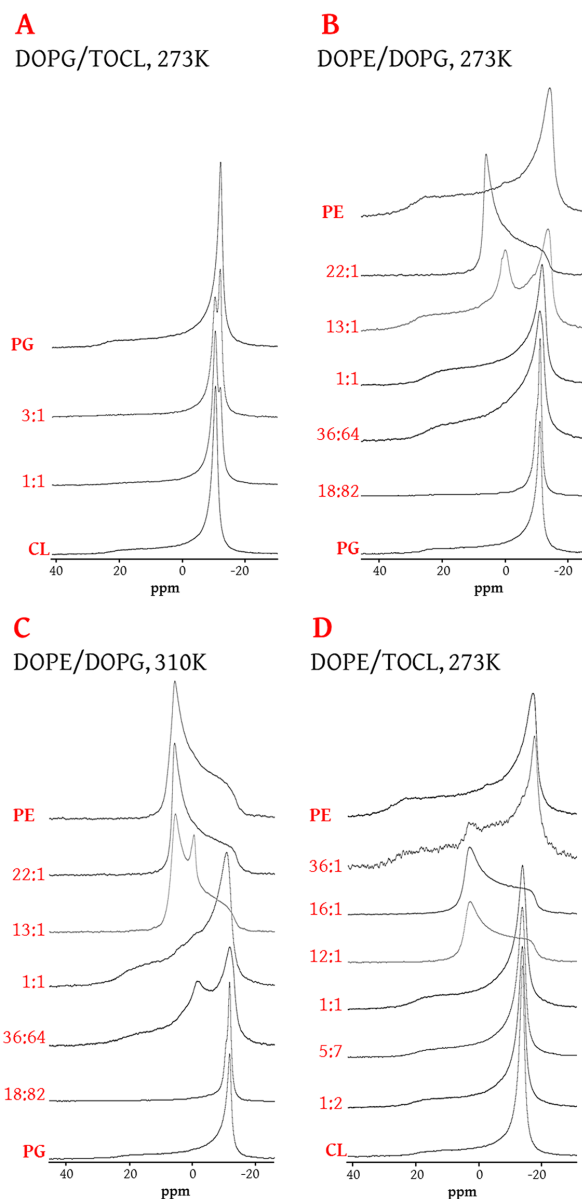 A
DOPG/TOCL, 273K
PG
3:1
1:1
CL
40 20 0 -20
ppm
B
DOPE/DOPG, 273K
PE
22:1
13:1
1:1
36:64
18:82
PG
40 20 0 -20
ppm
C
DOPE/DOPG, 310K
PE
22:1
13:1
1:1
36:64
18:82
PG
40 20 0 -20
ppm
D
DOPE/TOCL, 273K
PE
36:1
16:1
12:1
1:1
5:7
1:2
CL
40 20 0 -20
ppm